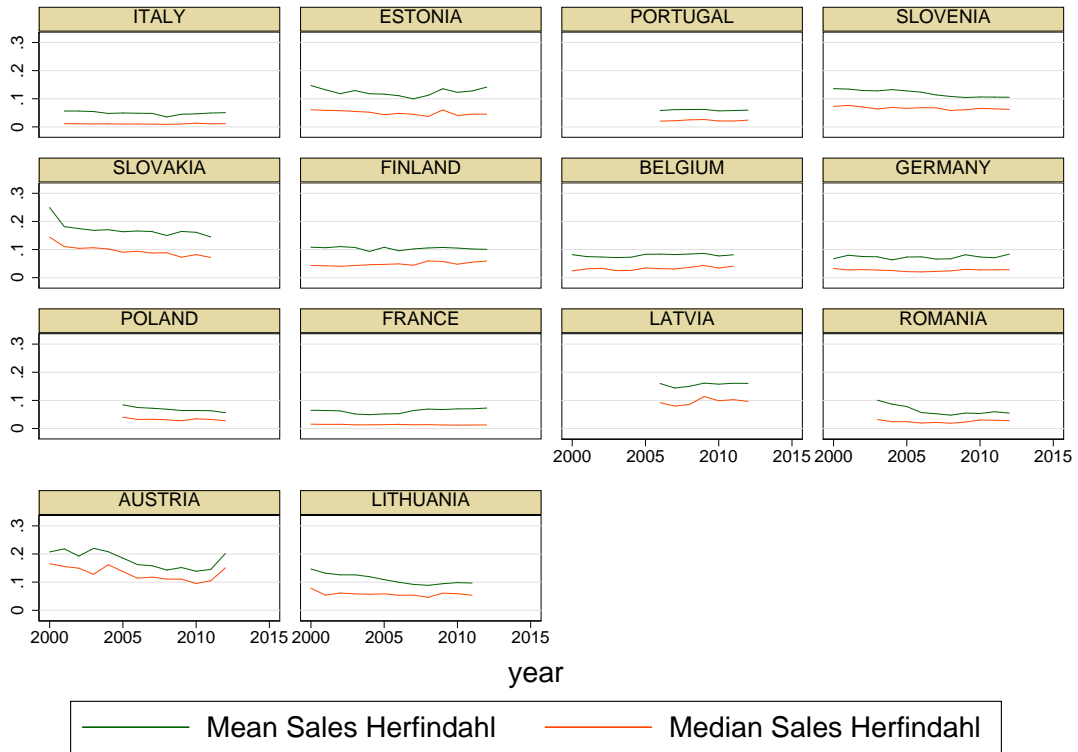 ITALY ESTONIA PORTUGAL SLOVENIA
.3
.2
.1
0
SLOVAKIA FINLAND BELGIUM GERMANY
.3
.2
.1
0
POLAND FRANCE LATVIA ROMANIA
.3
.2
.1
0
2000 2005 2010 2015 2000 2005 2010 2015
AUSTRIA LITHUANIA
.3
.2
.1
0
2000 2005 2010 2015 2000 2005 2010 2015
year
Mean Sales Herfindahl Median Sales Herfindahl